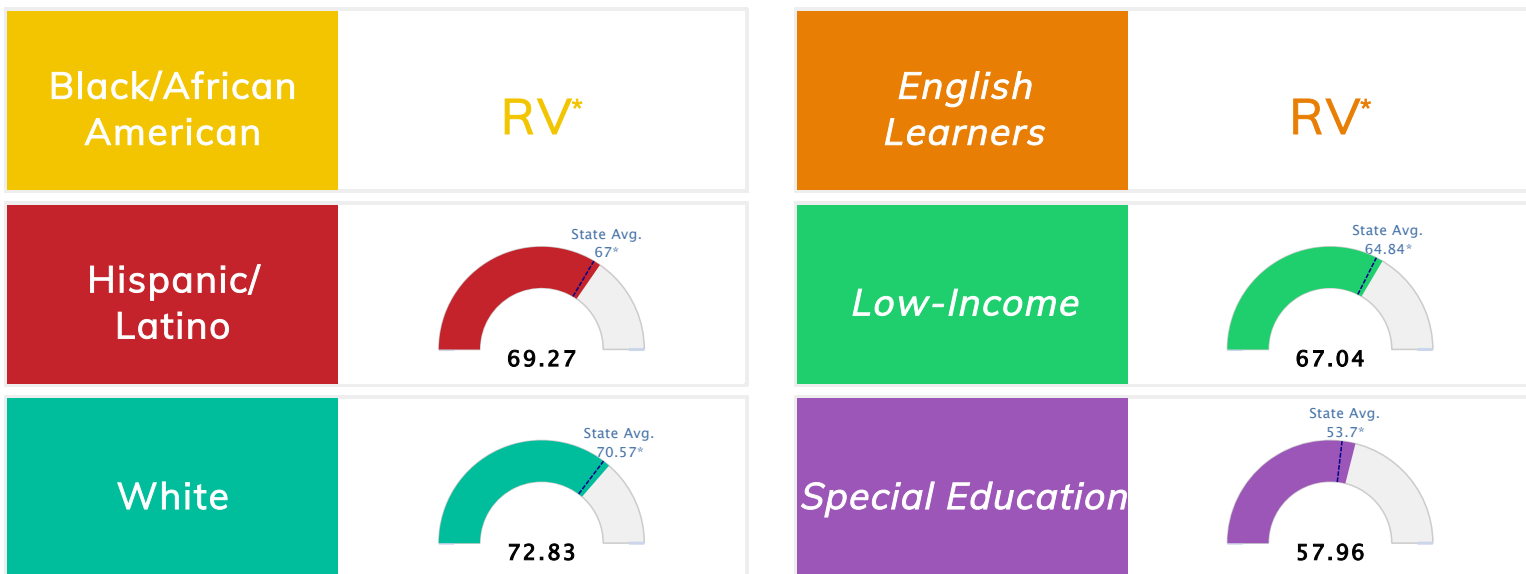 Black/African
American
RV*
English
Learners
RV*
Hispanic/
Latino
State Avg.
67*
69.27
Low-Income
State Avg.
64.84*
67.04
White
State Avg.
70.57*
72.83
Special Education
State Avg.
53.7*
57.96